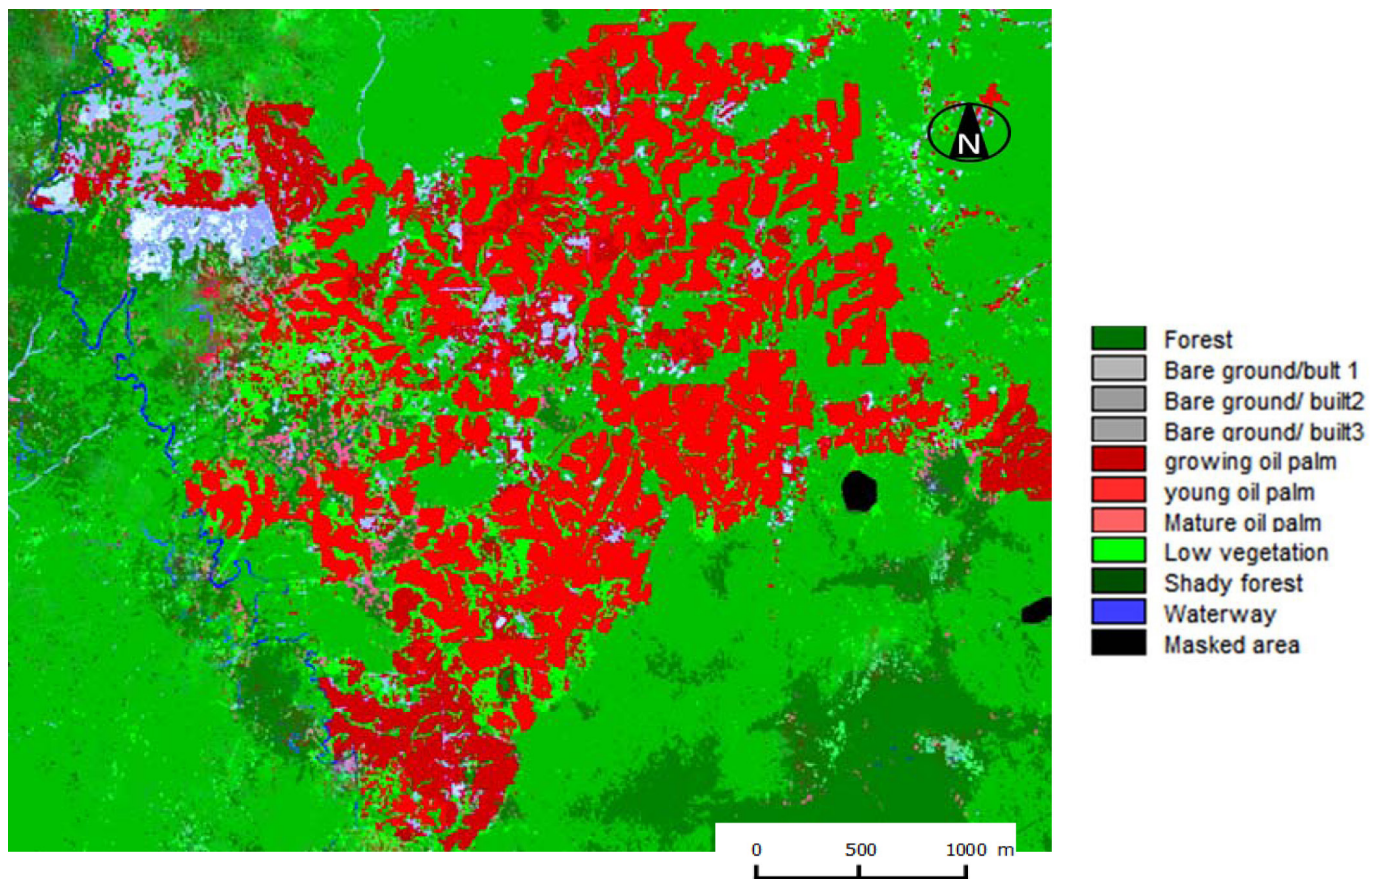 N
Forest
Bare ground/bult 1
Bare ground/ built2
Bare ground/ built3
growing oil palm
young oil palm
Mature oil palm
Low vegetation
Shady forest
Waterway
Masked area
0 500 1000 m